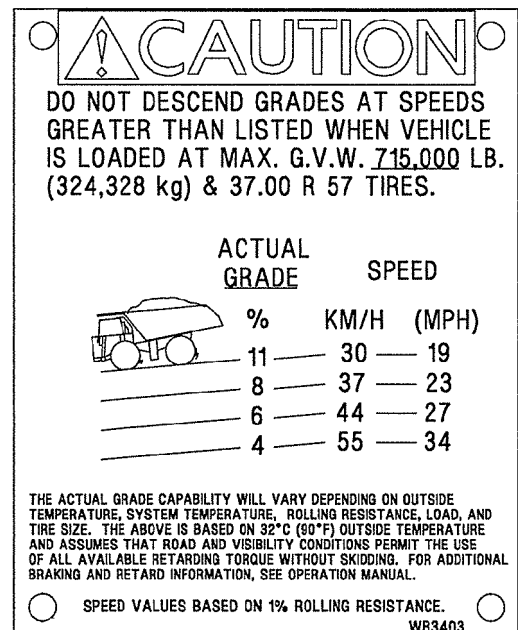 CAUTION
DO NOT DESCEND GRADES AT SPEEDS
GREATER THAN LISTED WHEN VEHICLE
IS LOADED AT MAX. G.V.W. 715,000 LB.
(324,328 kg) & 37.00 R 57 TIRES.
ACTUAL
GRADE SPEED
% KM/H (MPH)
11 30 19
8 37 23
6 44 27
4 55 34
THE ACTUAL GRADE CAPABILITY WILL VARY DEPENDING ON OUTSIDE
TEMPERATURE, SYSTEM TEMPERATURE, ROLLING RESISTANCE, LOAD, AND
TIRE SIZE. THE ABOVE IS BASED ON 32°C (90°F) OUTSIDE TEMPERATURE
AND ASSUMES THAT ROAD AND VISIBILITY CONDITIONS PERMIT THE USE
OF ALL AVAILABLE RETARDING TORQUE WITHOUT SKIDDING. FOR ADDITIONAL
BRAKING AND RETARD INFORMATION, SEE OPERATION MANUAL.
SPEED VALUES BASED ON 1% ROLLING RESISTANCE.
WB3403